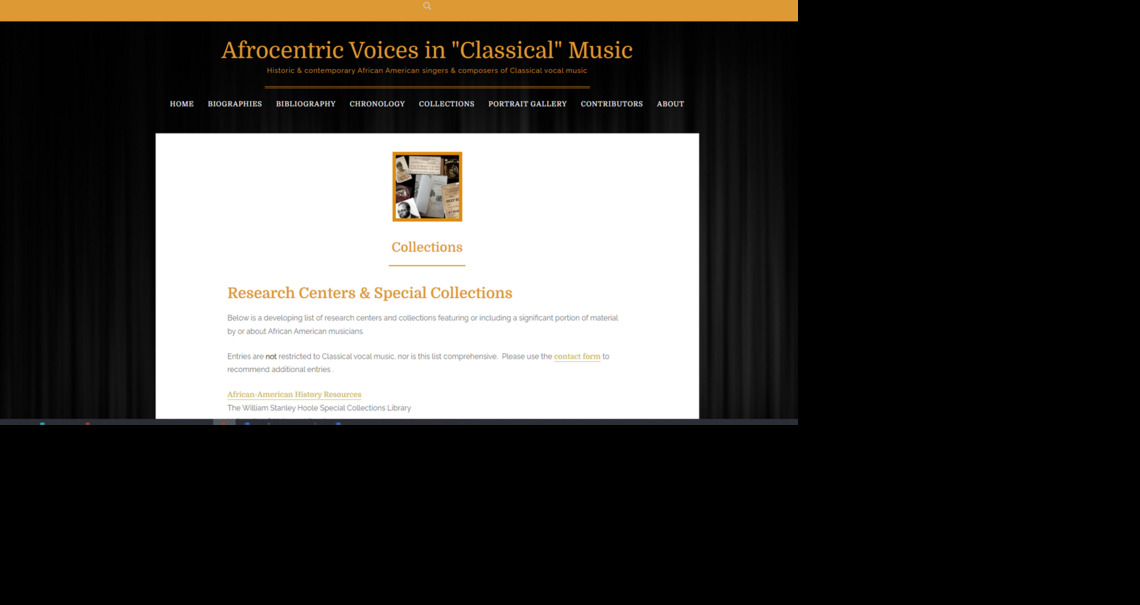 Afrocentric Voices in "Classical" Music
Historic & contemporary African American singers & composers of Classical vocal music
HOME BIOGRAPHIES BIBLIOGRAPHY CHRONOLOGY COLLECTIONS PORTRAIT GALLERY CONTRIBUTORS ABOUT
Collections
Research Centers & Special Collections
Below is a developing list of research centers and collections featuring or including a significant portion of material
by or about African American musicians.
Entries are not restricted to Classical vocal music, nor is this list comprehensive. Please use the contact form to
recommend additional entries .
African-American History Resources
The William Stanley Hoole Special Collections Library